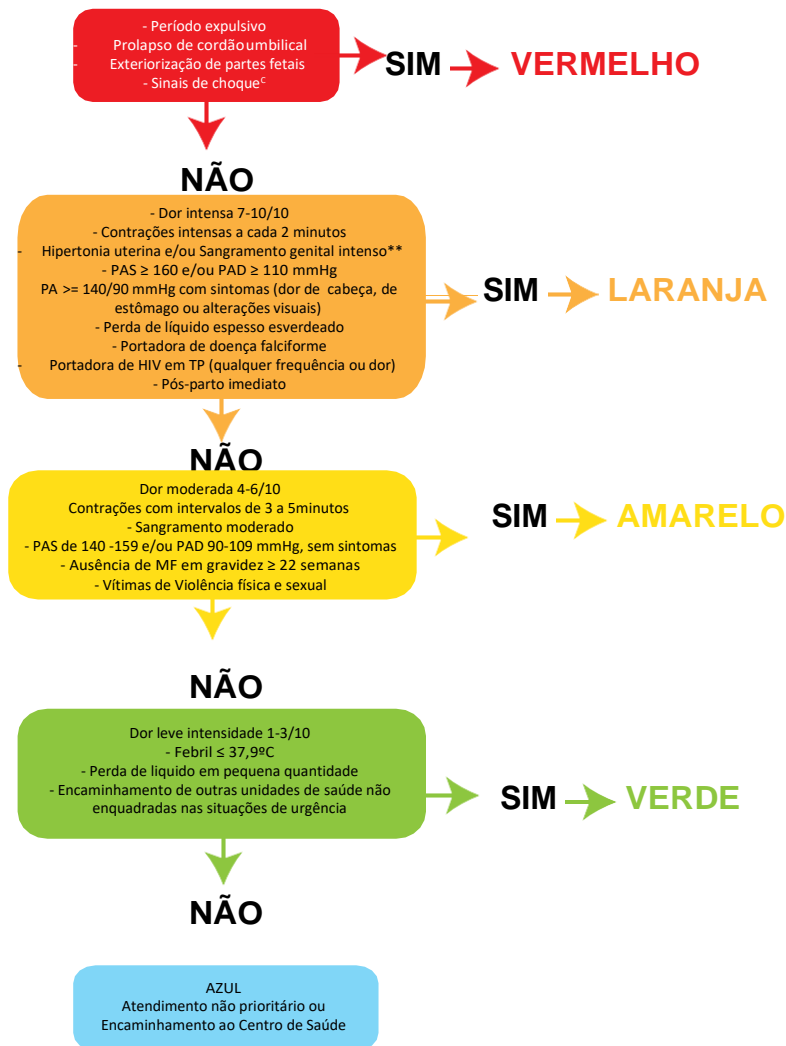 - Período expulsivo
- Prolapso de cordão umbilical
- Exteriorização de partes fetais
- Sinais de choqueᶜ
SIM
VERMELHO
NÃO
- Dor intensa 7-10/10
- Contrações intensas a cada 2 minutos
- Hipertonia uterina e/ou Sangramento genital intenso**
- PAS ≥ 160 e/ou PAD ≥ 110 mmHg
PA >= 140/90 mmHg com sintomas (dor de cabeça, de
estômago ou alterações visuais)
- Perda de líquido espesso esverdeado
- Portadora de doença falciforme
- Portadora de HIV em TP (qualquer frequência ou dor)
- Pós-parto imediato
SIM
LARANJA
NÃO
Dor moderada 4-6/10
Contrações com intervalos de 3 a 5minutos
- Sangramento moderado
- PAS de 140 -159 e/ou PAD 90-109 mmHg, sem sintomas
- Ausência de MF em gravidez ≥ 22 semanas
- Vítimas de Violência física e sexual
SIM
AMARELO
NÃO
Dor leve intensidade 1-3/10
- Febril ≤ 37,9ºC
- Perda de liquido em pequena quantidade
- Encaminhamento de outras unidades de saúde não
enquadradas nas situações de urgência
SIM
VERDE
NÃO
AZUL
Atendimento não prioritário ou
Encaminhamento ao Centro de Saúde